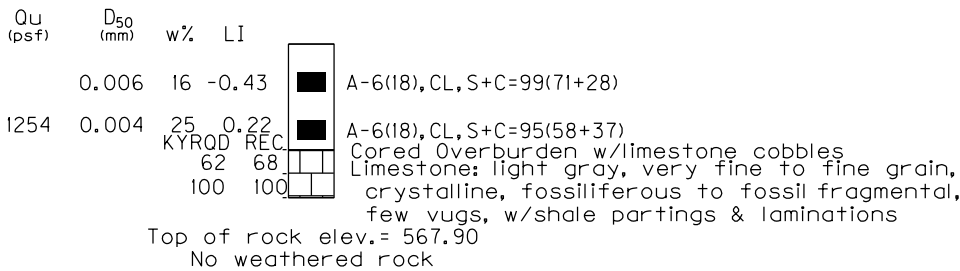 Qu D50 w% LI
(psf) (mm)
0.006 16 -0.43 A-6(18), CL, S+C=99(71+28)
1254 0.004 25 0.22 A-6(18), CL, S+C=95(58+37)
KYRQD REC Cored Overburden w/limestone cobbles
62 68 Limestone: light gray, very fine to fine grain,
100 100 crystalline, fossiliferous to fossil fragmental,
few vugs, w/shale partings & laminations
Top of rock elev.= 567.90
No weathered rock